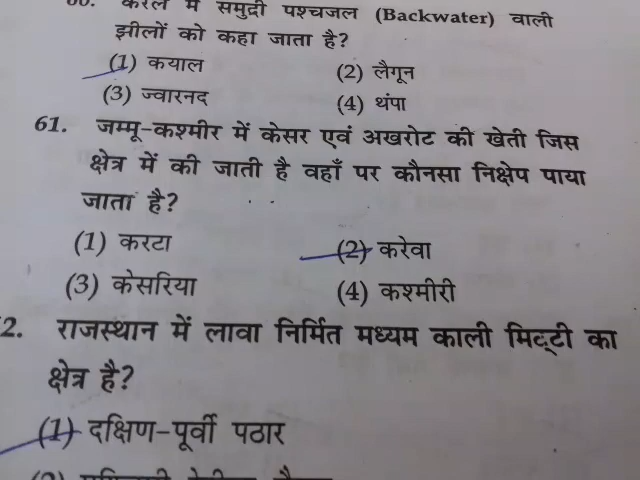 60. केरल में समुद्री पश्चजल (Backwater) वाली
झीलों को कहा जाता है?
(1) कयाल (2) लैगून
(3) ज्वारनद (4) थंपा
61. जम्मू-कश्मीर में केसर एवं अखरोट की खेती जिस
क्षेत्र में की जाती है वहाँ पर कौनसा निक्षेप पाया
जाता है?
(1) करटा (2) करेवा
(3) केसरिया (4) कश्मीरी
2. राजस्थान में लावा निर्मित मध्यम काली मिट्टी का
क्षेत्र है?
(1) दक्षिण-पूर्वी पठार